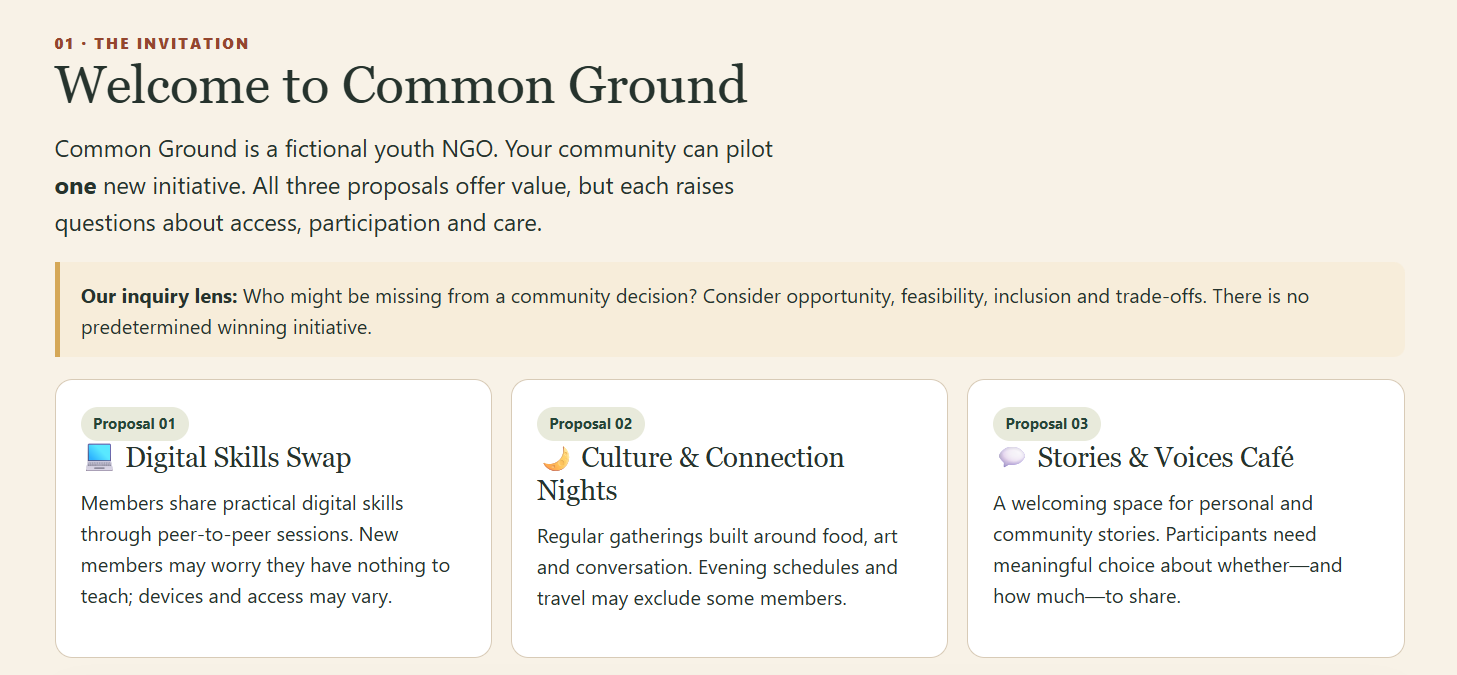 01 · THE INVITATION
Welcome to Common Ground
Common Ground is a fictional youth NGO. Your community can pilot
one new initiative. All three proposals offer value, but each raises
questions about access, participation and care.
Our inquiry lens: Who might be missing from a community decision? Consider opportunity, feasibility, inclusion and trade-offs. There is no
predetermined winning initiative.
Proposal 01
Digital Skills Swap
Members share practical digital skills
through peer-to-peer sessions. New
members may worry they have nothing to
teach; devices and access may vary.
Proposal 02
Culture & Connection
Nights
Regular gatherings built around food, art
and conversation. Evening schedules and
travel may exclude some members.
Proposal 03
Stories & Voices Café
A welcoming space for personal and
community stories. Participants need
meaningful choice about whether—and
how much—to share.